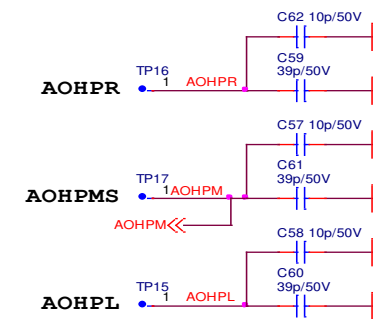 C62 10p/50V
C59
39p/50V
TP16
AOHPR 1 AOHPR
C57 10p/50V
C61
39p/50V
TP17
AOHPMS 1 AOHPM
AOHPM
C58 10p/50V
C60
39p/50V
TP15
AOHPL 1 AOHPL